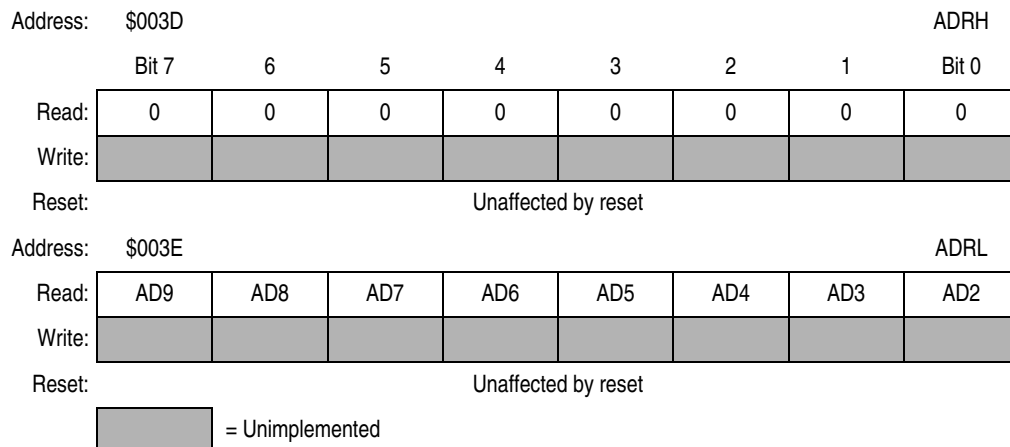 Address: $003D ADRH
Bit 7 6 5 4 3 2 1 Bit 0
Read: 0 0 0 0 0 0 0 0
Write:
Reset: Unaffected by reset
Address: $003E ADRL
Read: AD9 AD8 AD7 AD6 AD5 AD4 AD3 AD2
Write:
Reset: Unaffected by reset
= Unimplemented